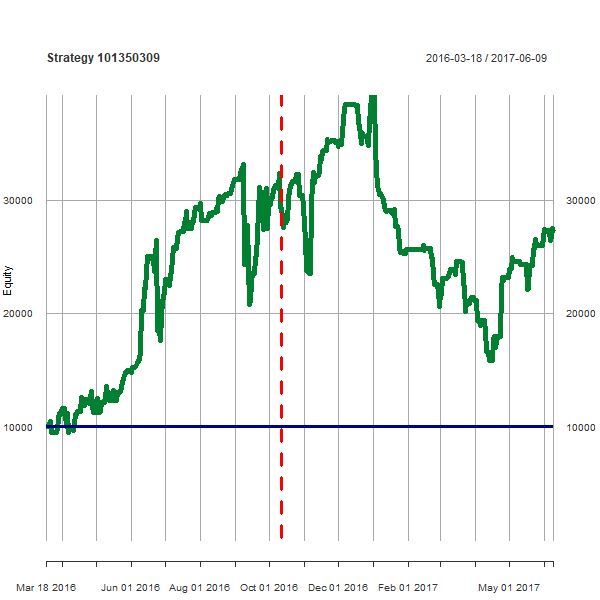 Strategy 101350309
2016-03-18 / 2017-06-09
30000
30000
Equity
20000
20000
10000
10000
Mar 18 2016
Jun 01 2016
Aug 01 2016
Oct 01 2016
Dec 01 2016
Feb 01 2017
May 01 2017